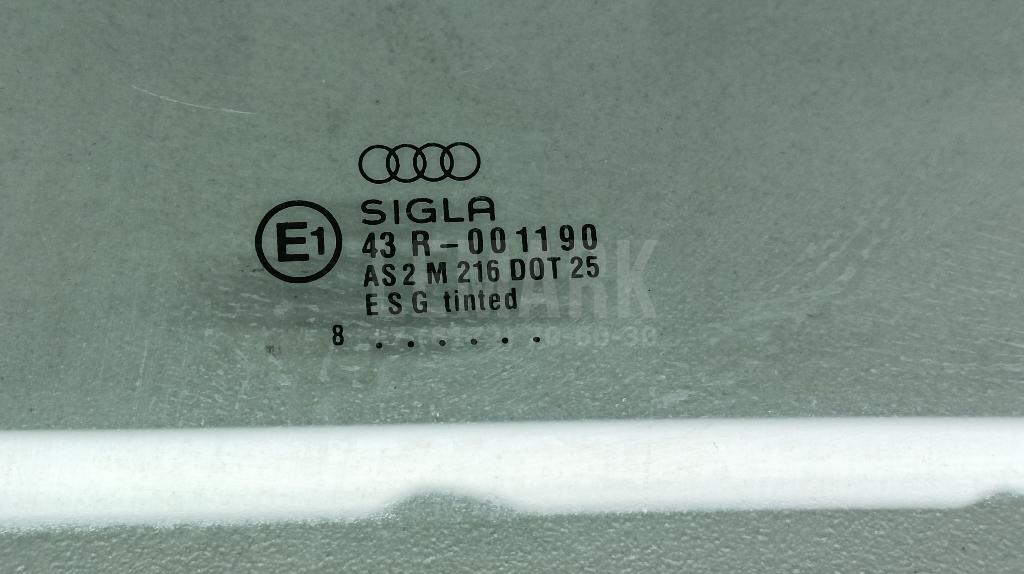 SIGLA
E1
43 R-001190
AS2 M 216 DOT 25
ESG tinted
8 . . . . . .